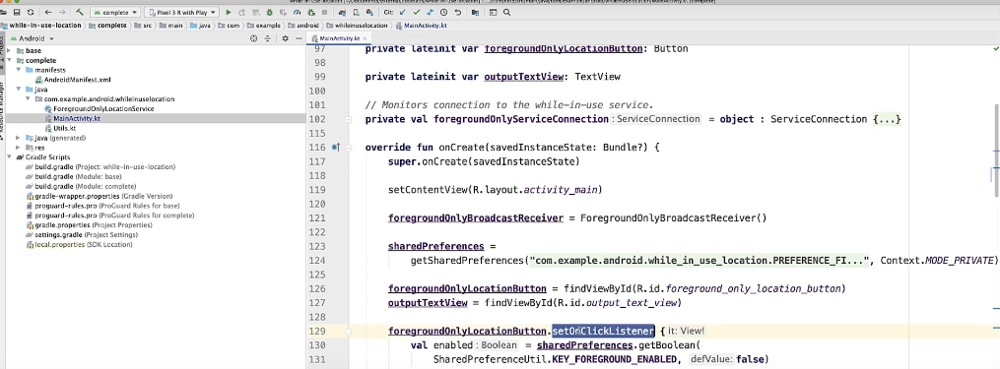 complete
Pixel 3 R with Play
Git:
while-in-use-location
complete
src
main
java
com
example
android
whileinuselocation
MainActivity.kt
Android
MainActivity.kt
base
complete
manifests
AndroidManifest.xml
java
com.example.android.whileinuselocation
ForegroundOnlyLocationService
MainActivity.kt
Utils.kt
java (generated)
res
Gradle Scripts
build.gradle (Project: while-in-use-location)
build.gradle (Module: base)
build.gradle (Module: complete)
gradle-wrapper.properties (Gradle Version)
proguard-rules.pro (ProGuard Rules for base)
proguard-rules.pro (ProGuard Rules for complete)
gradle.properties (Project Properties)
settings.gradle (Project Settings)
local.properties (SDK Location)
Resource Manager
97 private lateinit var foregroundOnlyLocationButton: Button
98
99 private lateinit var outputTextView: TextView
100
101 // Monitors connection to the while-in-use service.
102 private val foregroundOnlyServiceConnection : ServiceConnection = object : ServiceConnection {...}
115
116 override fun onCreate(savedInstanceState: Bundle?) {
117 super.onCreate(savedInstanceState)
118
119 setContentView(R.layout.activity_main)
120
121 foregroundOnlyBroadcastReceiver = ForegroundOnlyBroadcastReceiver()
122
123 sharedPreferences =
124 getSharedPreferences("com.example.android.while_in_use_location.PREFERENCE_FI...", Context.MODE_PRIVATE)
125
126 foregroundOnlyLocationButton = findViewById(R.id.foreground_only_location_button)
127 outputTextView = findViewById(R.id.output_text_view)
128
129 foregroundOnlyLocationButton.setOnClickListener { it: View!
130 val enabled : Boolean = sharedPreferences.getBoolean(
131 SharedPreferenceUtil.KEY_FOREGROUND_ENABLED, defValue: false)